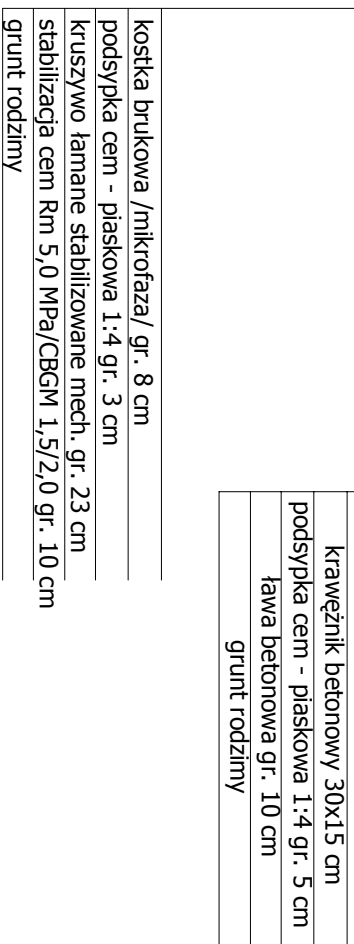 kostka brukowa /mikrofaza/ gr. 8 cm
podsypka cem - piaskowa 1:4 gr. 3 cm
kruszywo łamane stabilizowane mech. gr. 23 cm
stabilizacja cem Rm 5,0 MPa/CBGM 1,5/2,0 gr. 10 cm
grunt rodzimy
krawężnik betonowy 30x15 cm
podsypka cem - piaskowa 1:4 gr. 5 cm
ława betonowa gr. 10 cm
grunt rodzimy